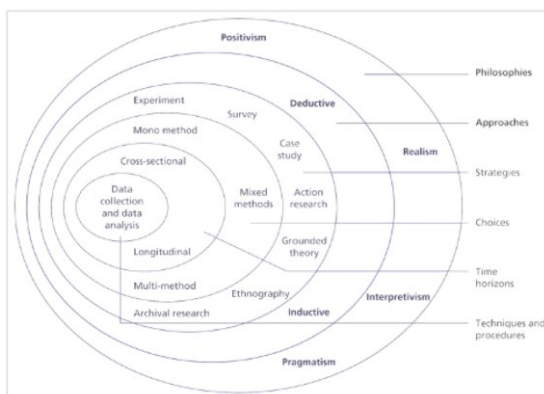 Positivism
Philosophies
Experiment
Deductive
Survey
Approaches
Mono method
Case
study
Realism
Cross-sectional
Strategies
Data
collection
and data
analysis
Mixed
methods
Action
research
Choices
Grounded
theory
Longitudinal
Time
horizons
Multi-method
Ethnography
Interpretivism
Archival research
Inductive
Techniques and
procedures
Pragmatism